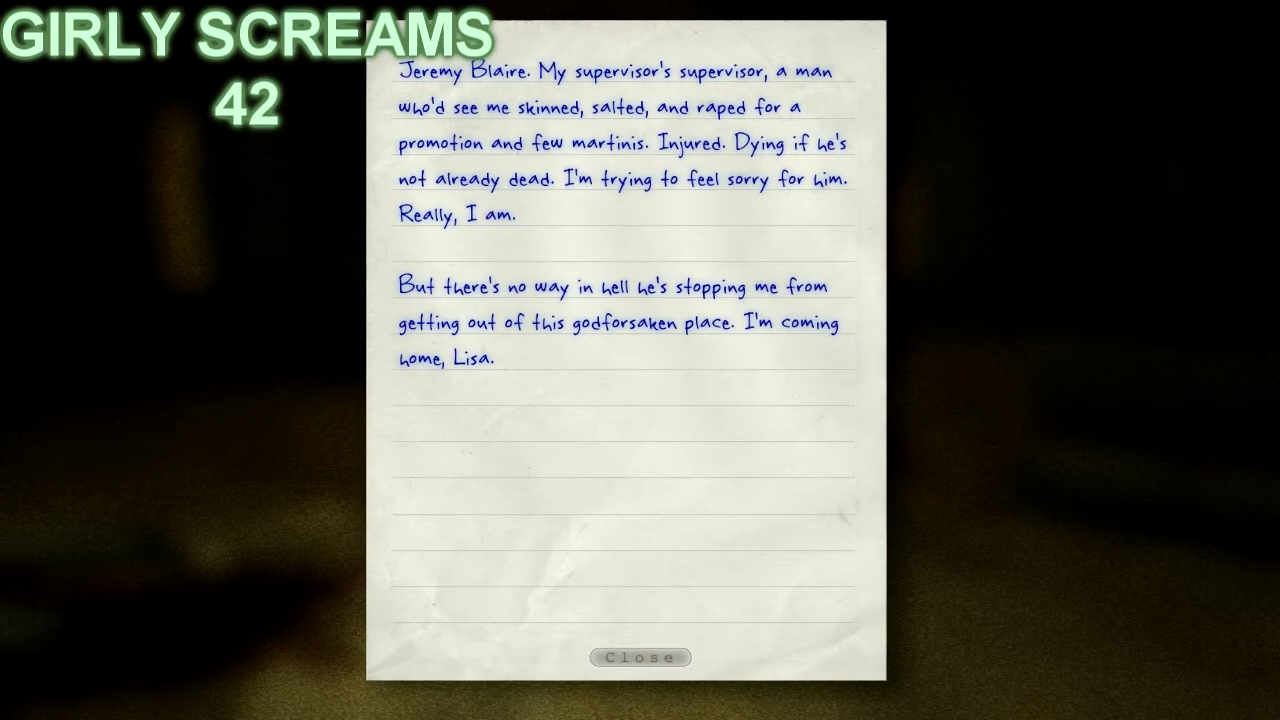 GIRLY SCREAMS
42
Jeremy Blaire. My supervisor's supervisor, a man
who'd see me skinned, salted, and raped for a
promotion and few martinis. Injured. Dying if he's
not already dead. I'm trying to feel sorry for him.
Really, I am.
But there's no way in hell he's stopping me from
getting out of this godforsaken place. I'm coming
home, Lisa.
Close